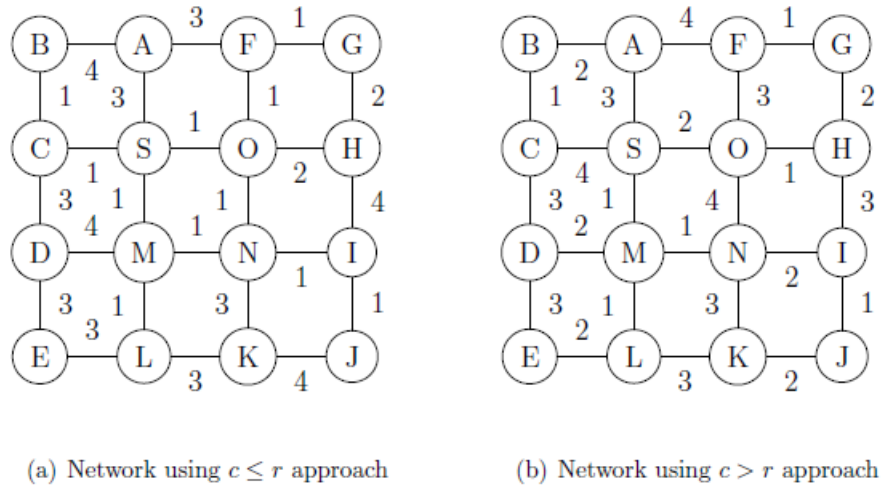 3 1
B A F G
4
1 3 1 2
1
C S O H
1 2
3 1 1 4
4 1
D M N I
1
3 1 3 1
3
E L K J
3 4
(a) Network using c ≤ r approach
4 1
B A F G
2
1 3 3 2
2
C S O H
4 1
3 1 4 3
2 1
D M N I
2
3 1 3 1
2
E L K J
3 2
(b) Network using c > r approach